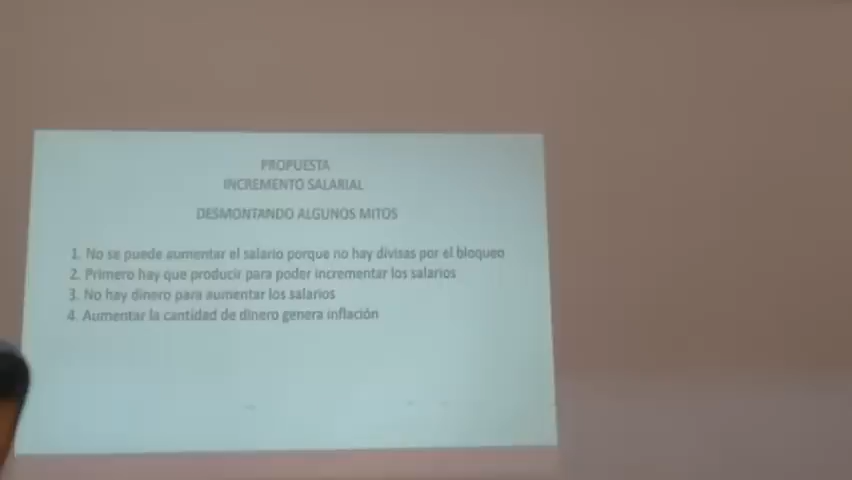 PROPUESTA
INCREMENTO SALARIAL
DESMONTANDO ALGUNOS MITOS
1. No se puede aumentar el salario porque no hay divisas por el bloqueo
2. Primero hay que producir para poder incrementar los salarios
3. No hay dinero para aumentar los salarios
4. Aumentar la cantidad de dinero genera inflación